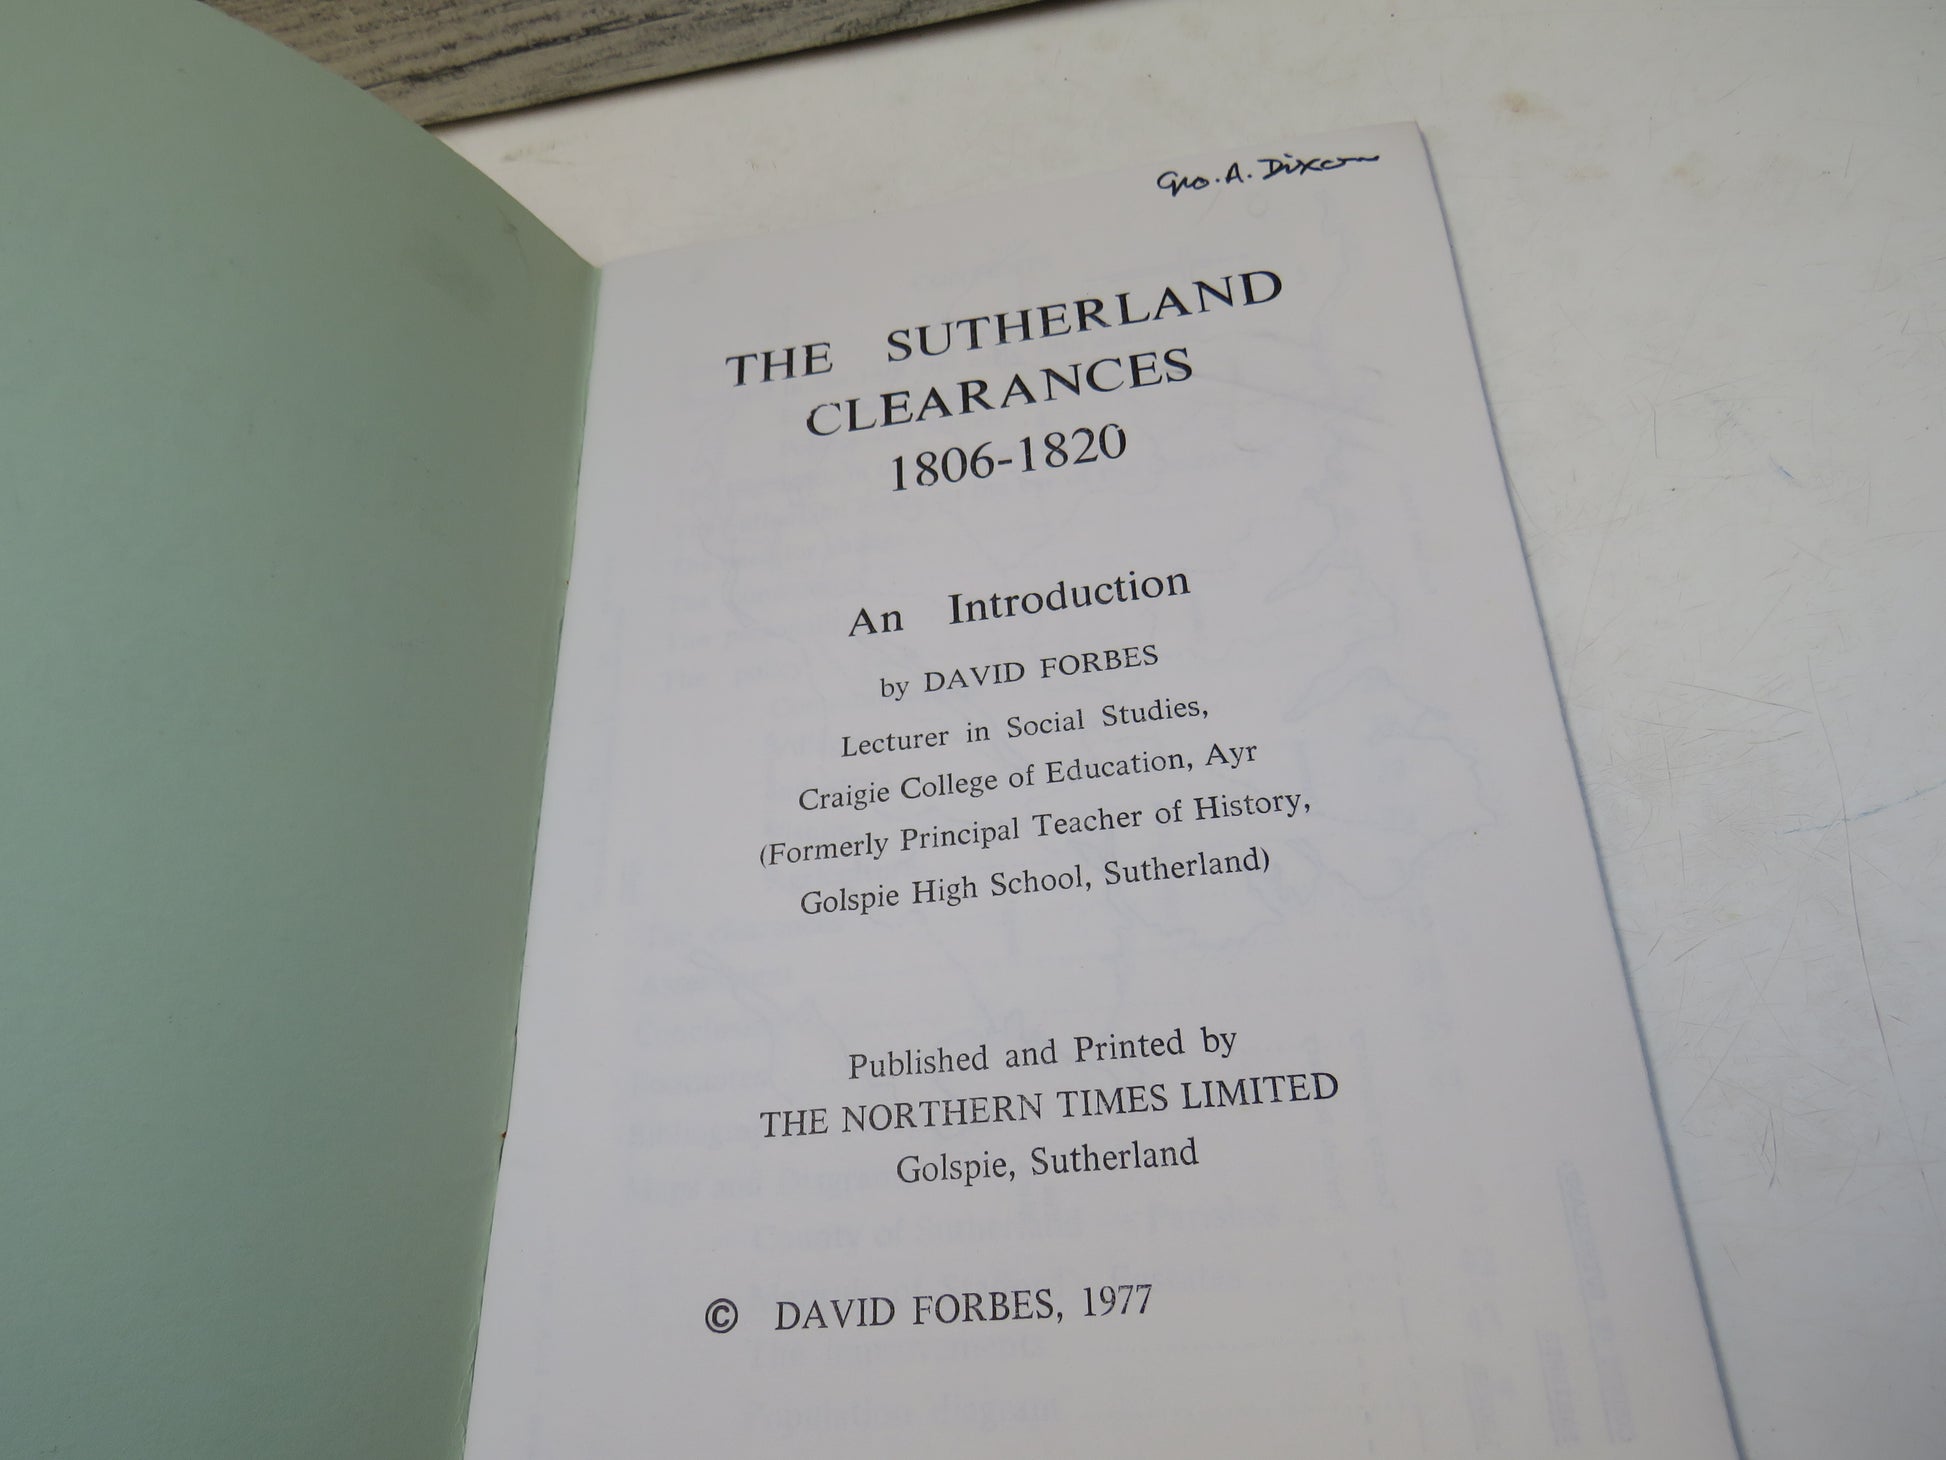 Geo. A. Dixon
THE SUTHERLAND
CLEARANCES
1806-1820
An Introduction
by DAVID FORBES
Lecturer in Social Studies,
Craigie College of Education, Ayr
(Formerly Principal Teacher of History,
Golspie High School, Sutherland)
Published and Printed by
THE NORTHERN TIMES LIMITED
Golspie, Sutherland
© DAVID FORBES, 1977